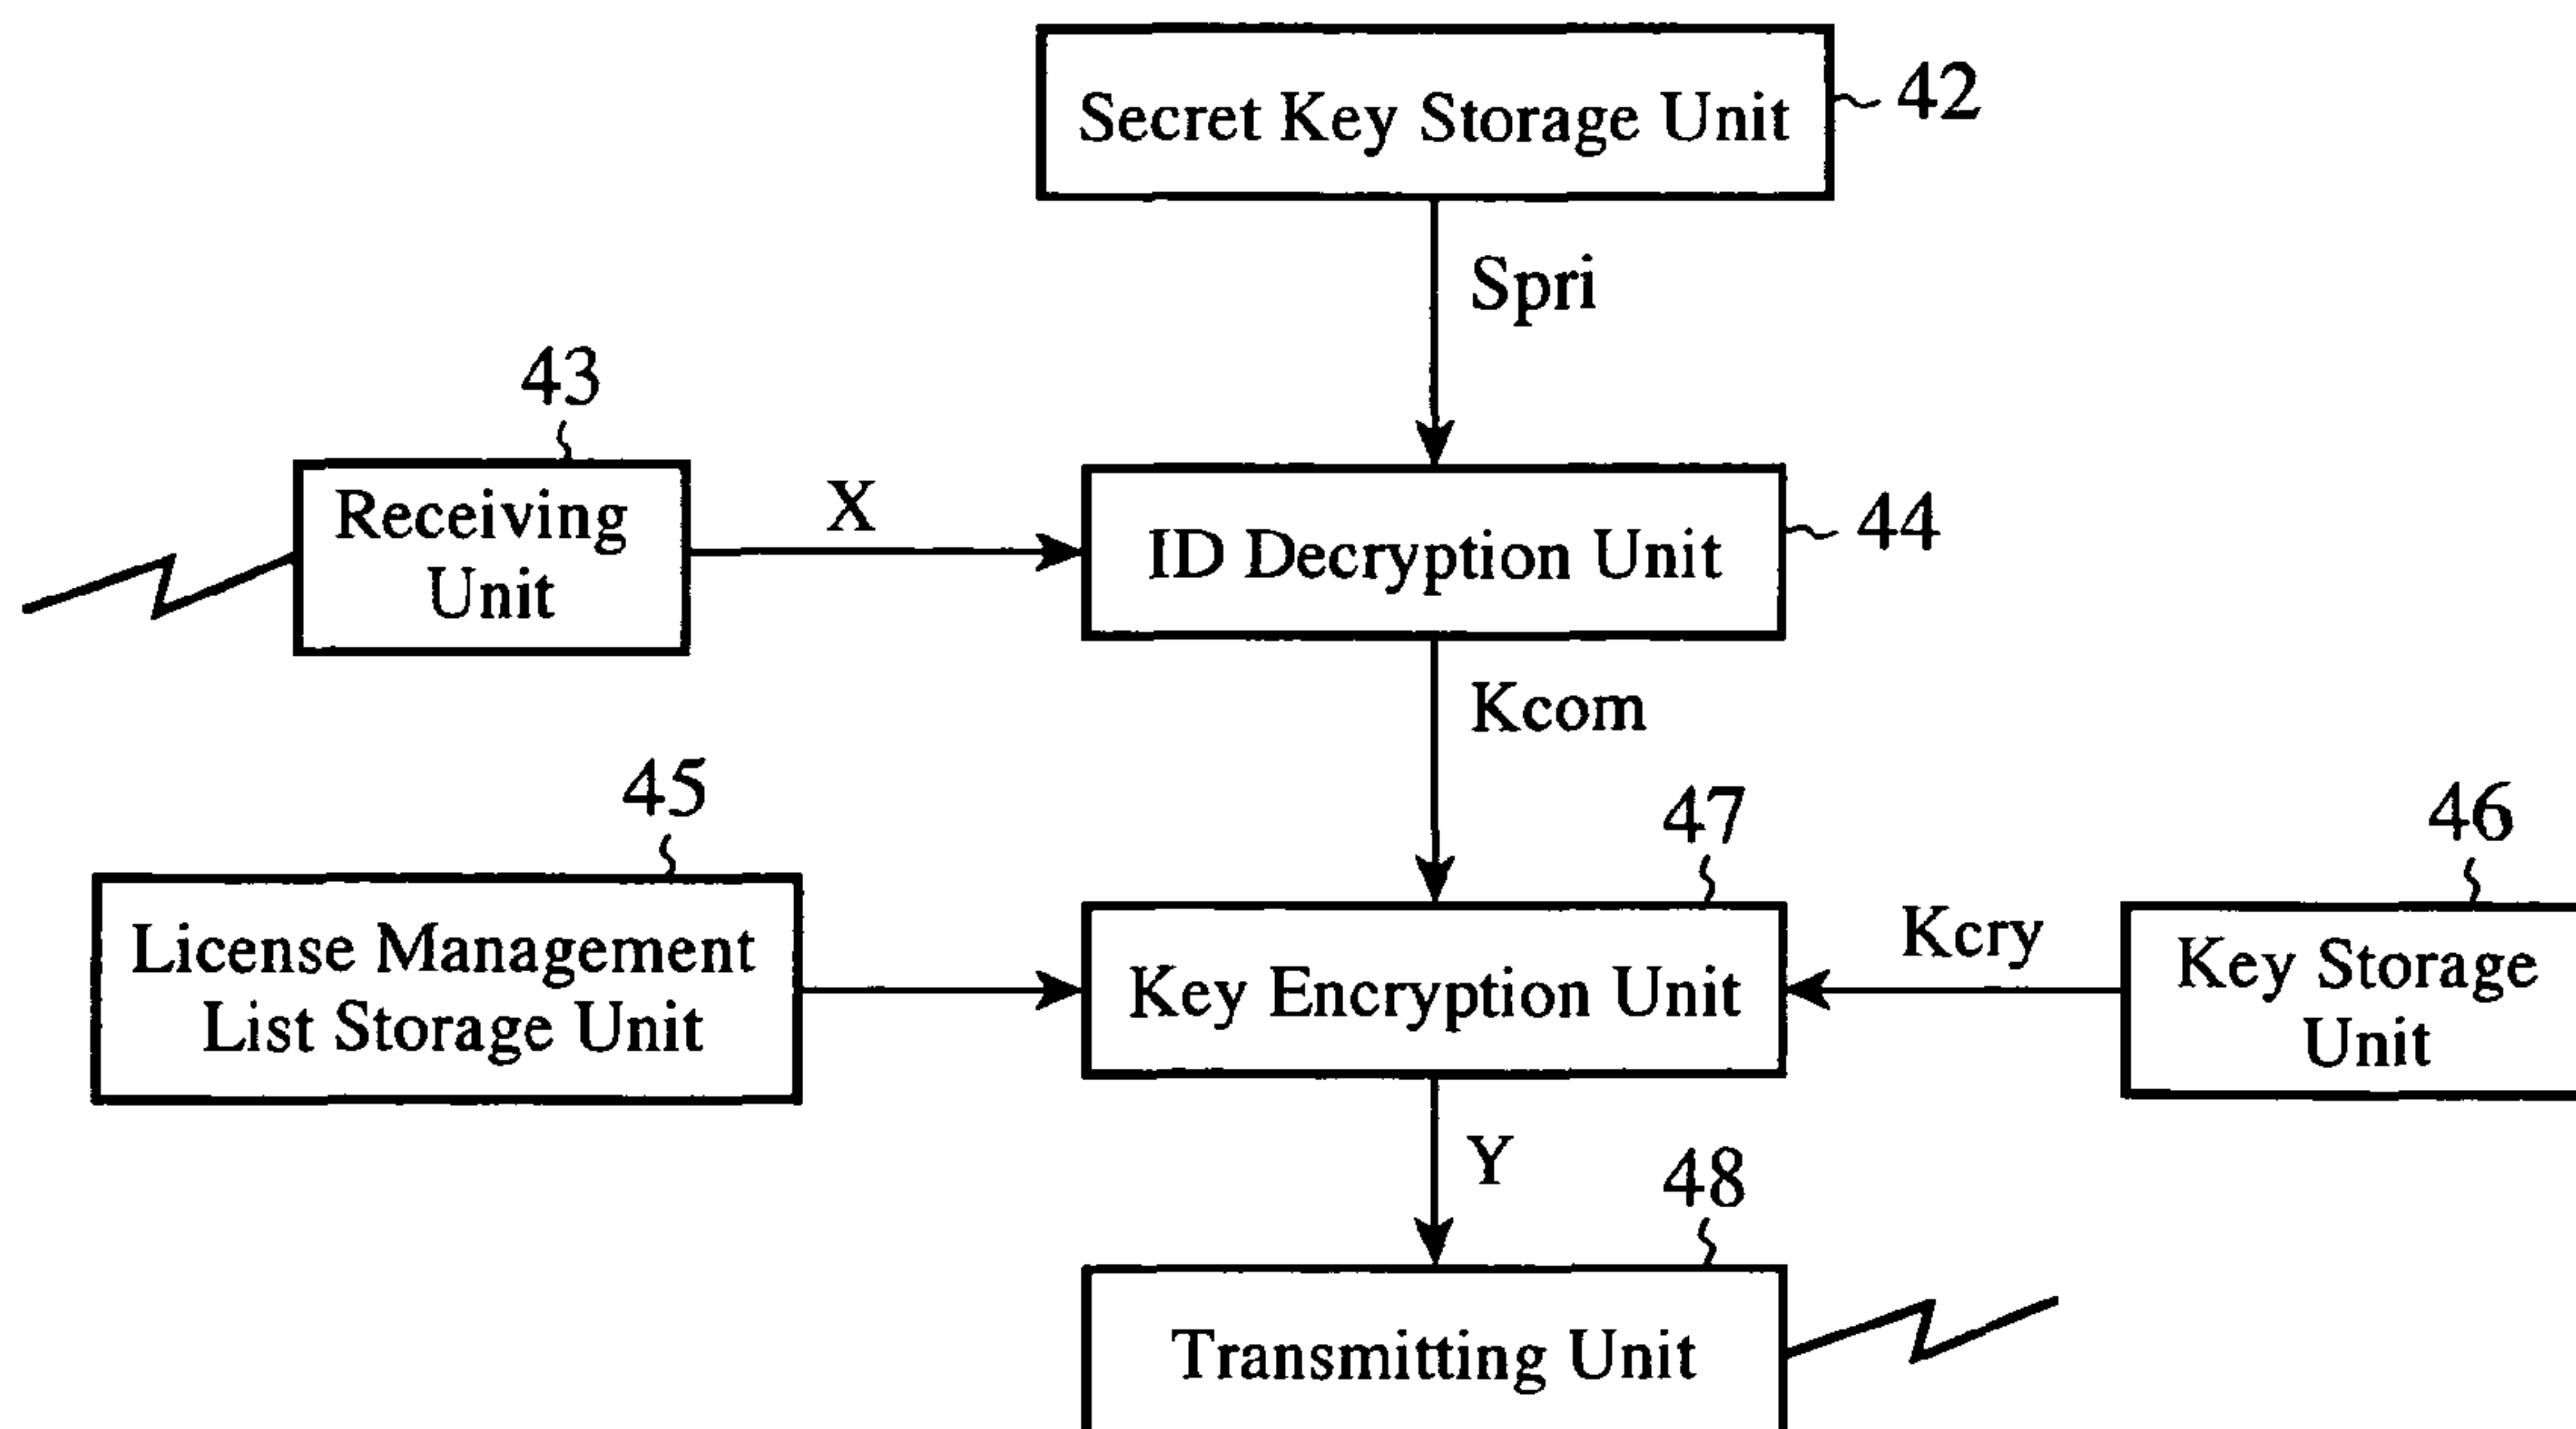 Secret Key Storage Unit
42
Spri
43
Receiving
Unit
X
ID Decryption Unit
44
Kcom
45
License Management
List Storage Unit
47
Key Encryption Unit
Kcry
46
Key Storage
Unit
Y
48
Transmitting Unit